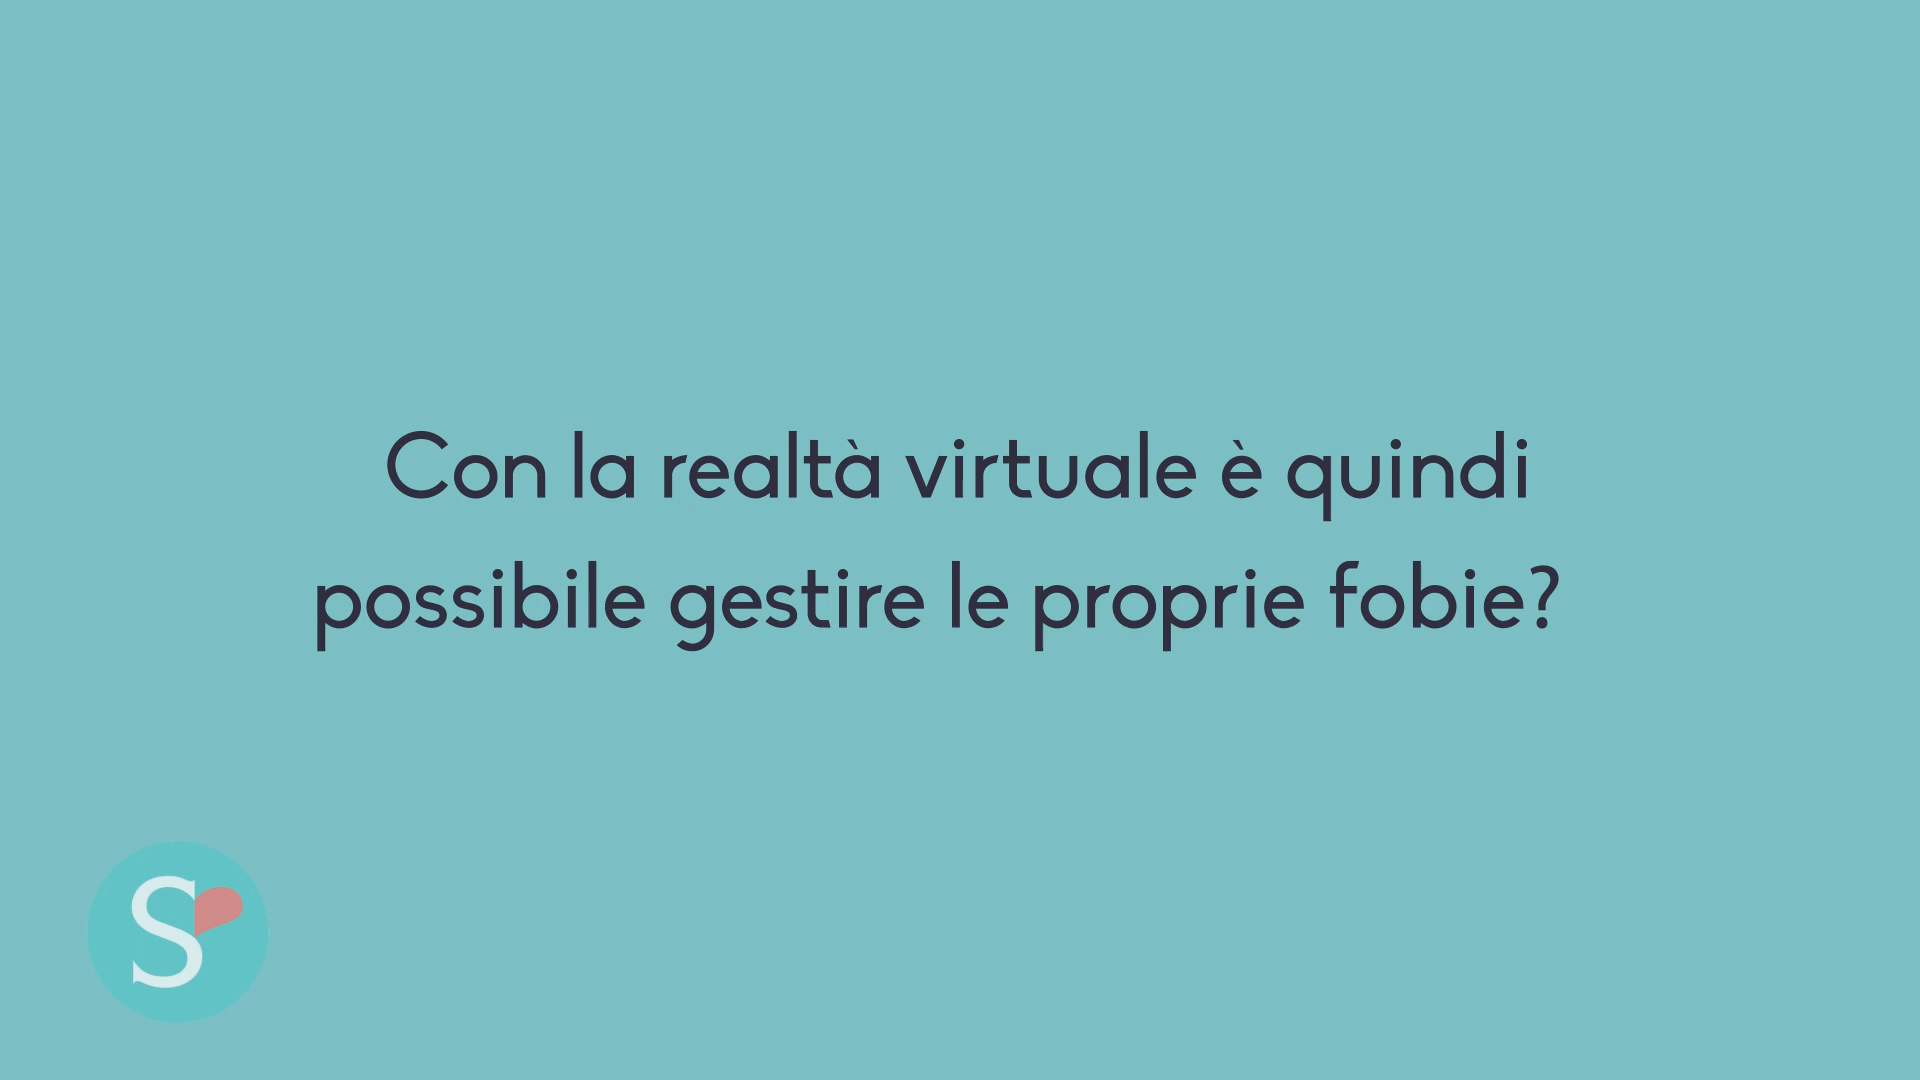 Con la realtà virtuale è quindi
possibile gestire le proprie fobie?
S